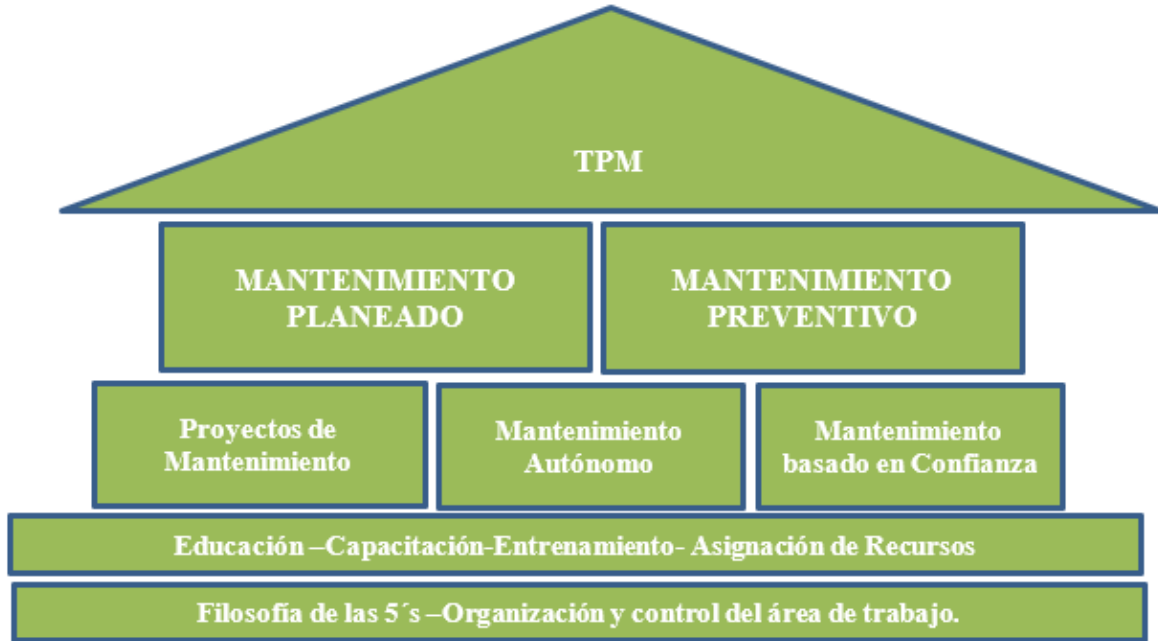 TPM
MANTENIMIENTO
PLANEADO
MANTENIMIENTO
PREVENTIVO
Proyectos de
Mantenimiento
Mantenimiento
Autónomo
Mantenimiento
basado en Confianza
Educación –Capacitación-Entrenamiento- Asignación de Recursos
Filosofía de las 5´s –Organización y control del área de trabajo.